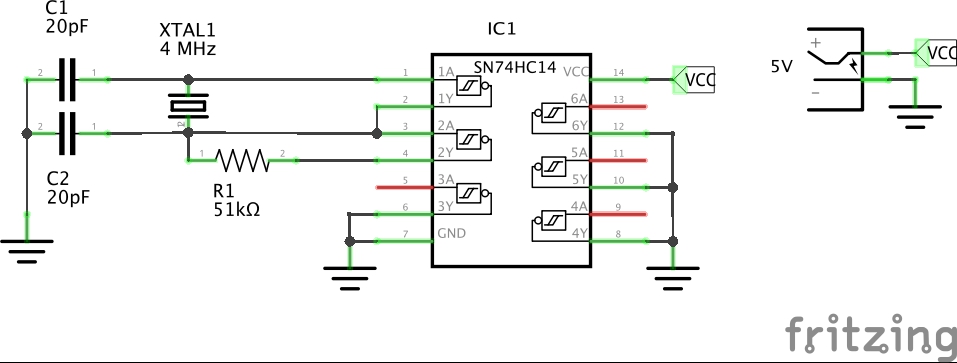 C1
20pF
XTAL1
4 MHz
IC1
SN74HC14
5V
+
VCC
-
2
1
1
1A
VCC
14
VCC
2
1Y
6A
13
2
1
2
3
2A
6Y
12
1
2
4
2Y
5A
11
C2
20pF
R1
51kΩ
5
3A
5Y
10
6
3Y
4A
9
7
GND
4Y
8
fritzing